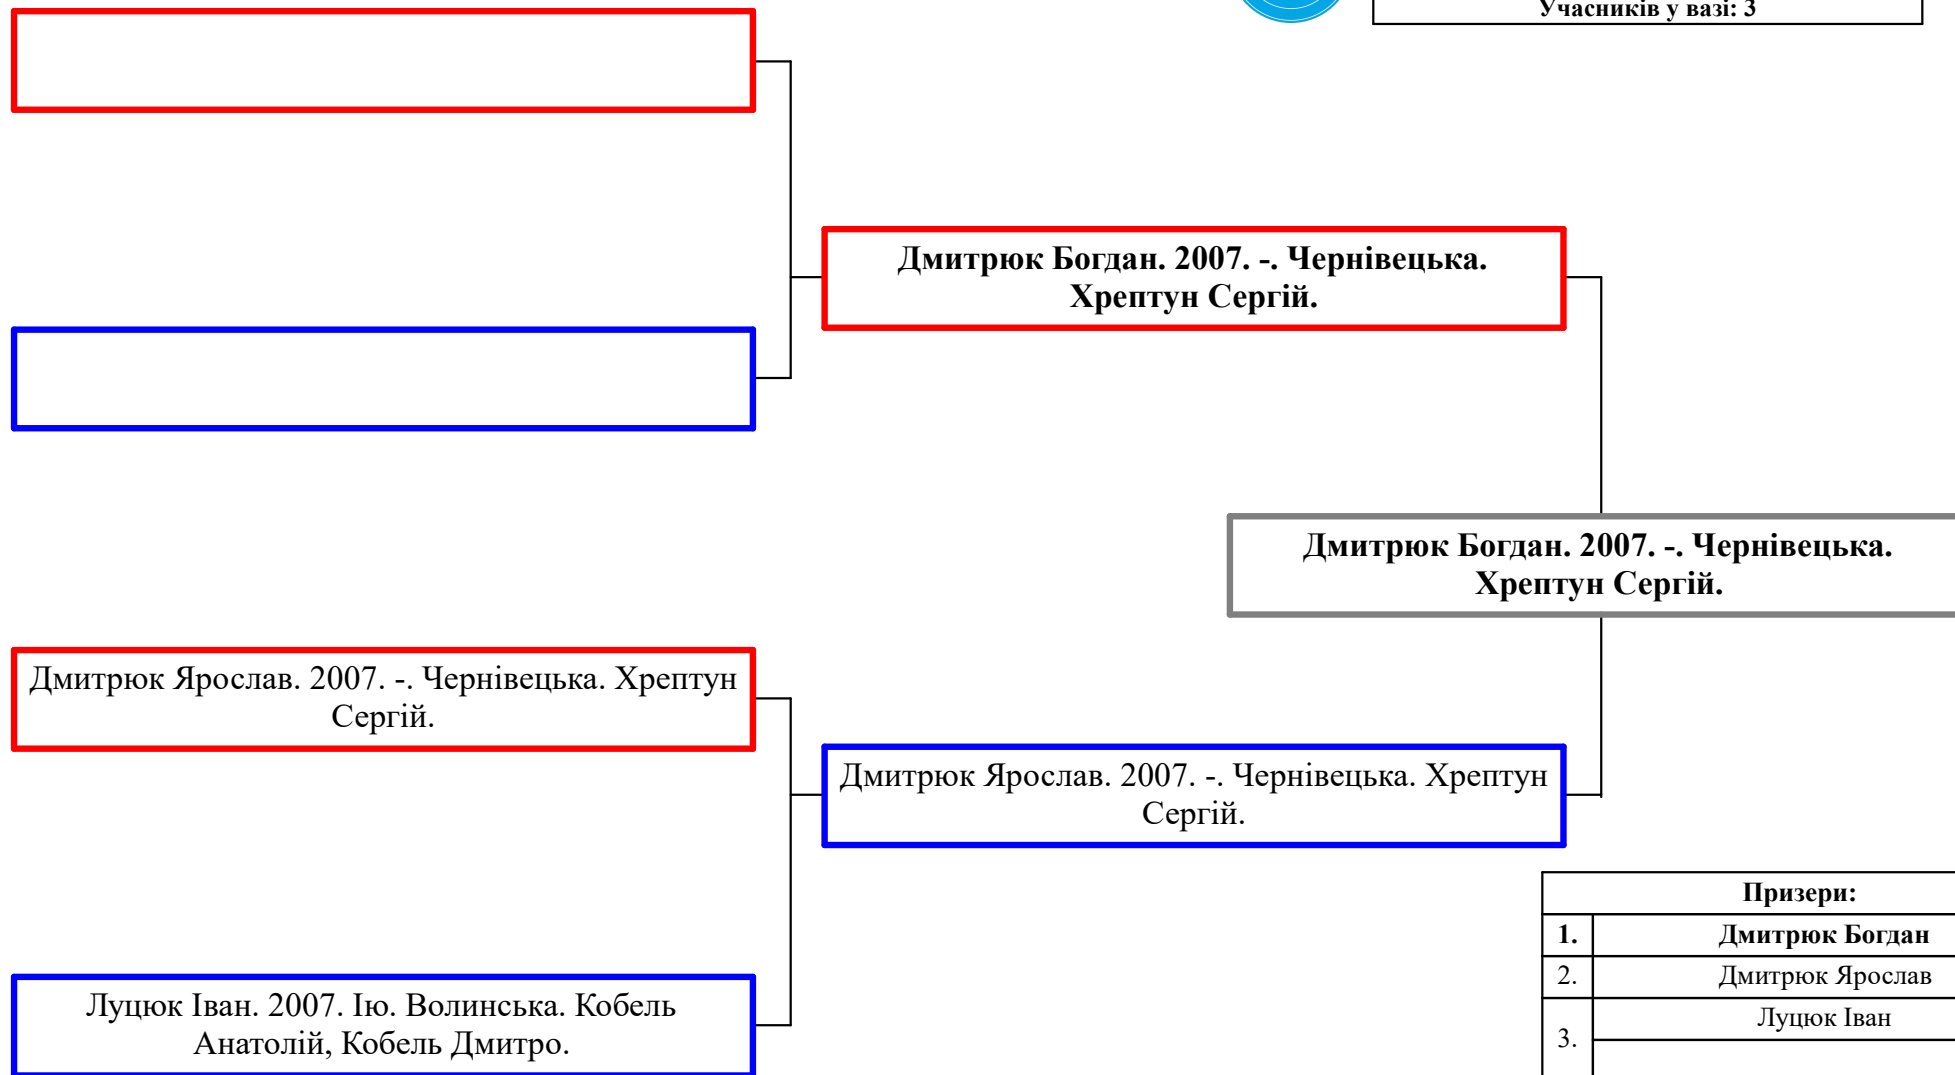 Учасників у вазі: 3
Дмитрюк Богдан. 2007. -. Чернівецька.
Хрептун Сергій.
Дмитрюк Богдан. 2007. -. Чернівецька.
Хрептун Сергій.
Дмитрюк Ярослав. 2007. -. Чернівецька. Хрептун
Сергій.
Дмитрюк Ярослав. 2007. -. Чернівецька. Хрептун
Сергій.
Луцюк Іван. 2007. Ію. Волинська. Кобель
Анатолій, Кобель Дмитро.
Призери:
1. Дмитрюк Богдан
2. Дмитрюк Ярослав
3. Луцюк Іван